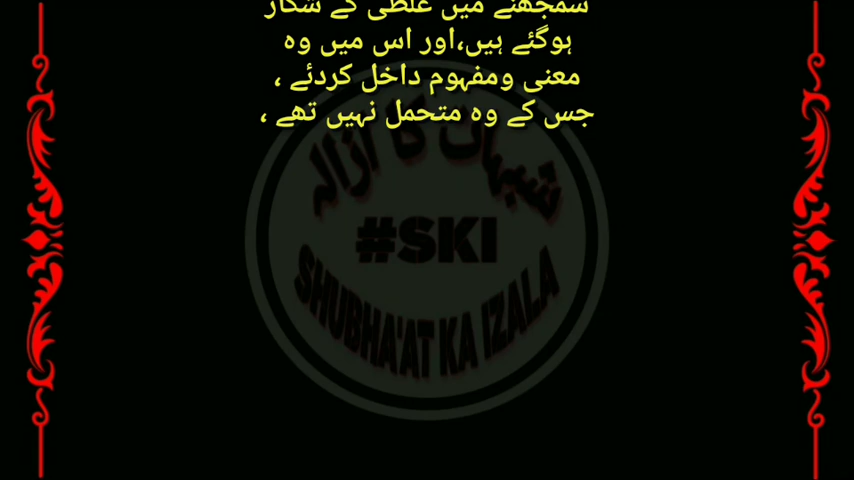 سمجھنے میں غلطی کے شکار
ہوگئے ہیں،اور اس میں وہ
معنی ومفہوم داخل کردئے ،
جس کے وہ متحمل نہیں تھے ،
شبہات کا ازالہ
#SKI
SHUBHA'AT KA IZALA